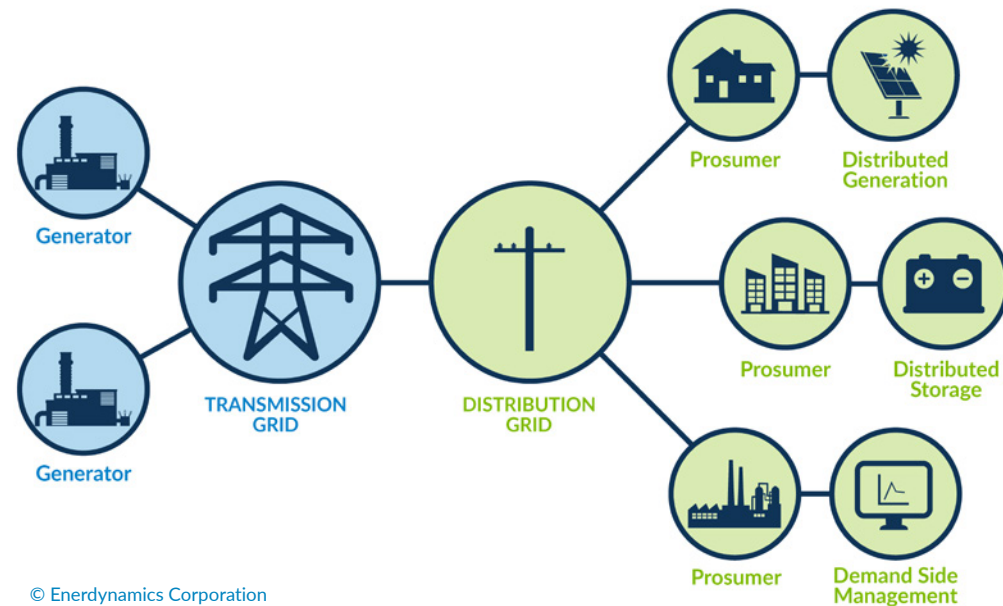 Generator
Generator
TRANSMISSION
GRID
DISTRIBUTION
GRID
Prosumer
Distributed
Generation
Prosumer
Distributed
Storage
Prosumer
Demand Side
Management
© Enerdynamics Corporation